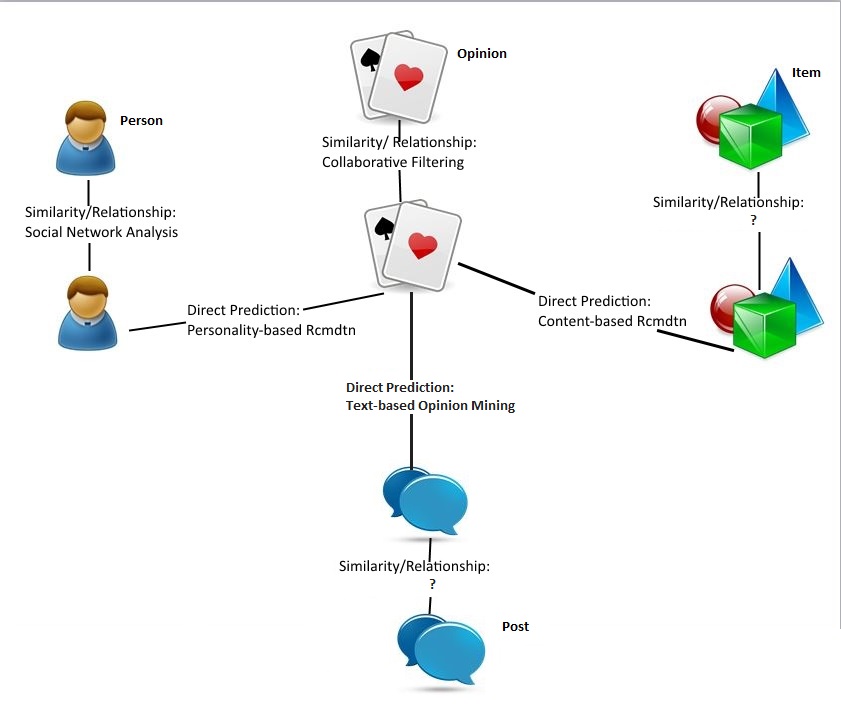 Opinion
Item
Person
Similarity/ Relationship:
Collaborative Filtering
Similarity/Relationship:
?
Similarity/Relationship:
Social Network Analysis
Direct Prediction:
Personality-based Rcmdtn
Direct Prediction:
Content-based Rcmdtn
Direct Prediction:
Text-based Opinion Mining
Similarity/Relationship:
?
Post